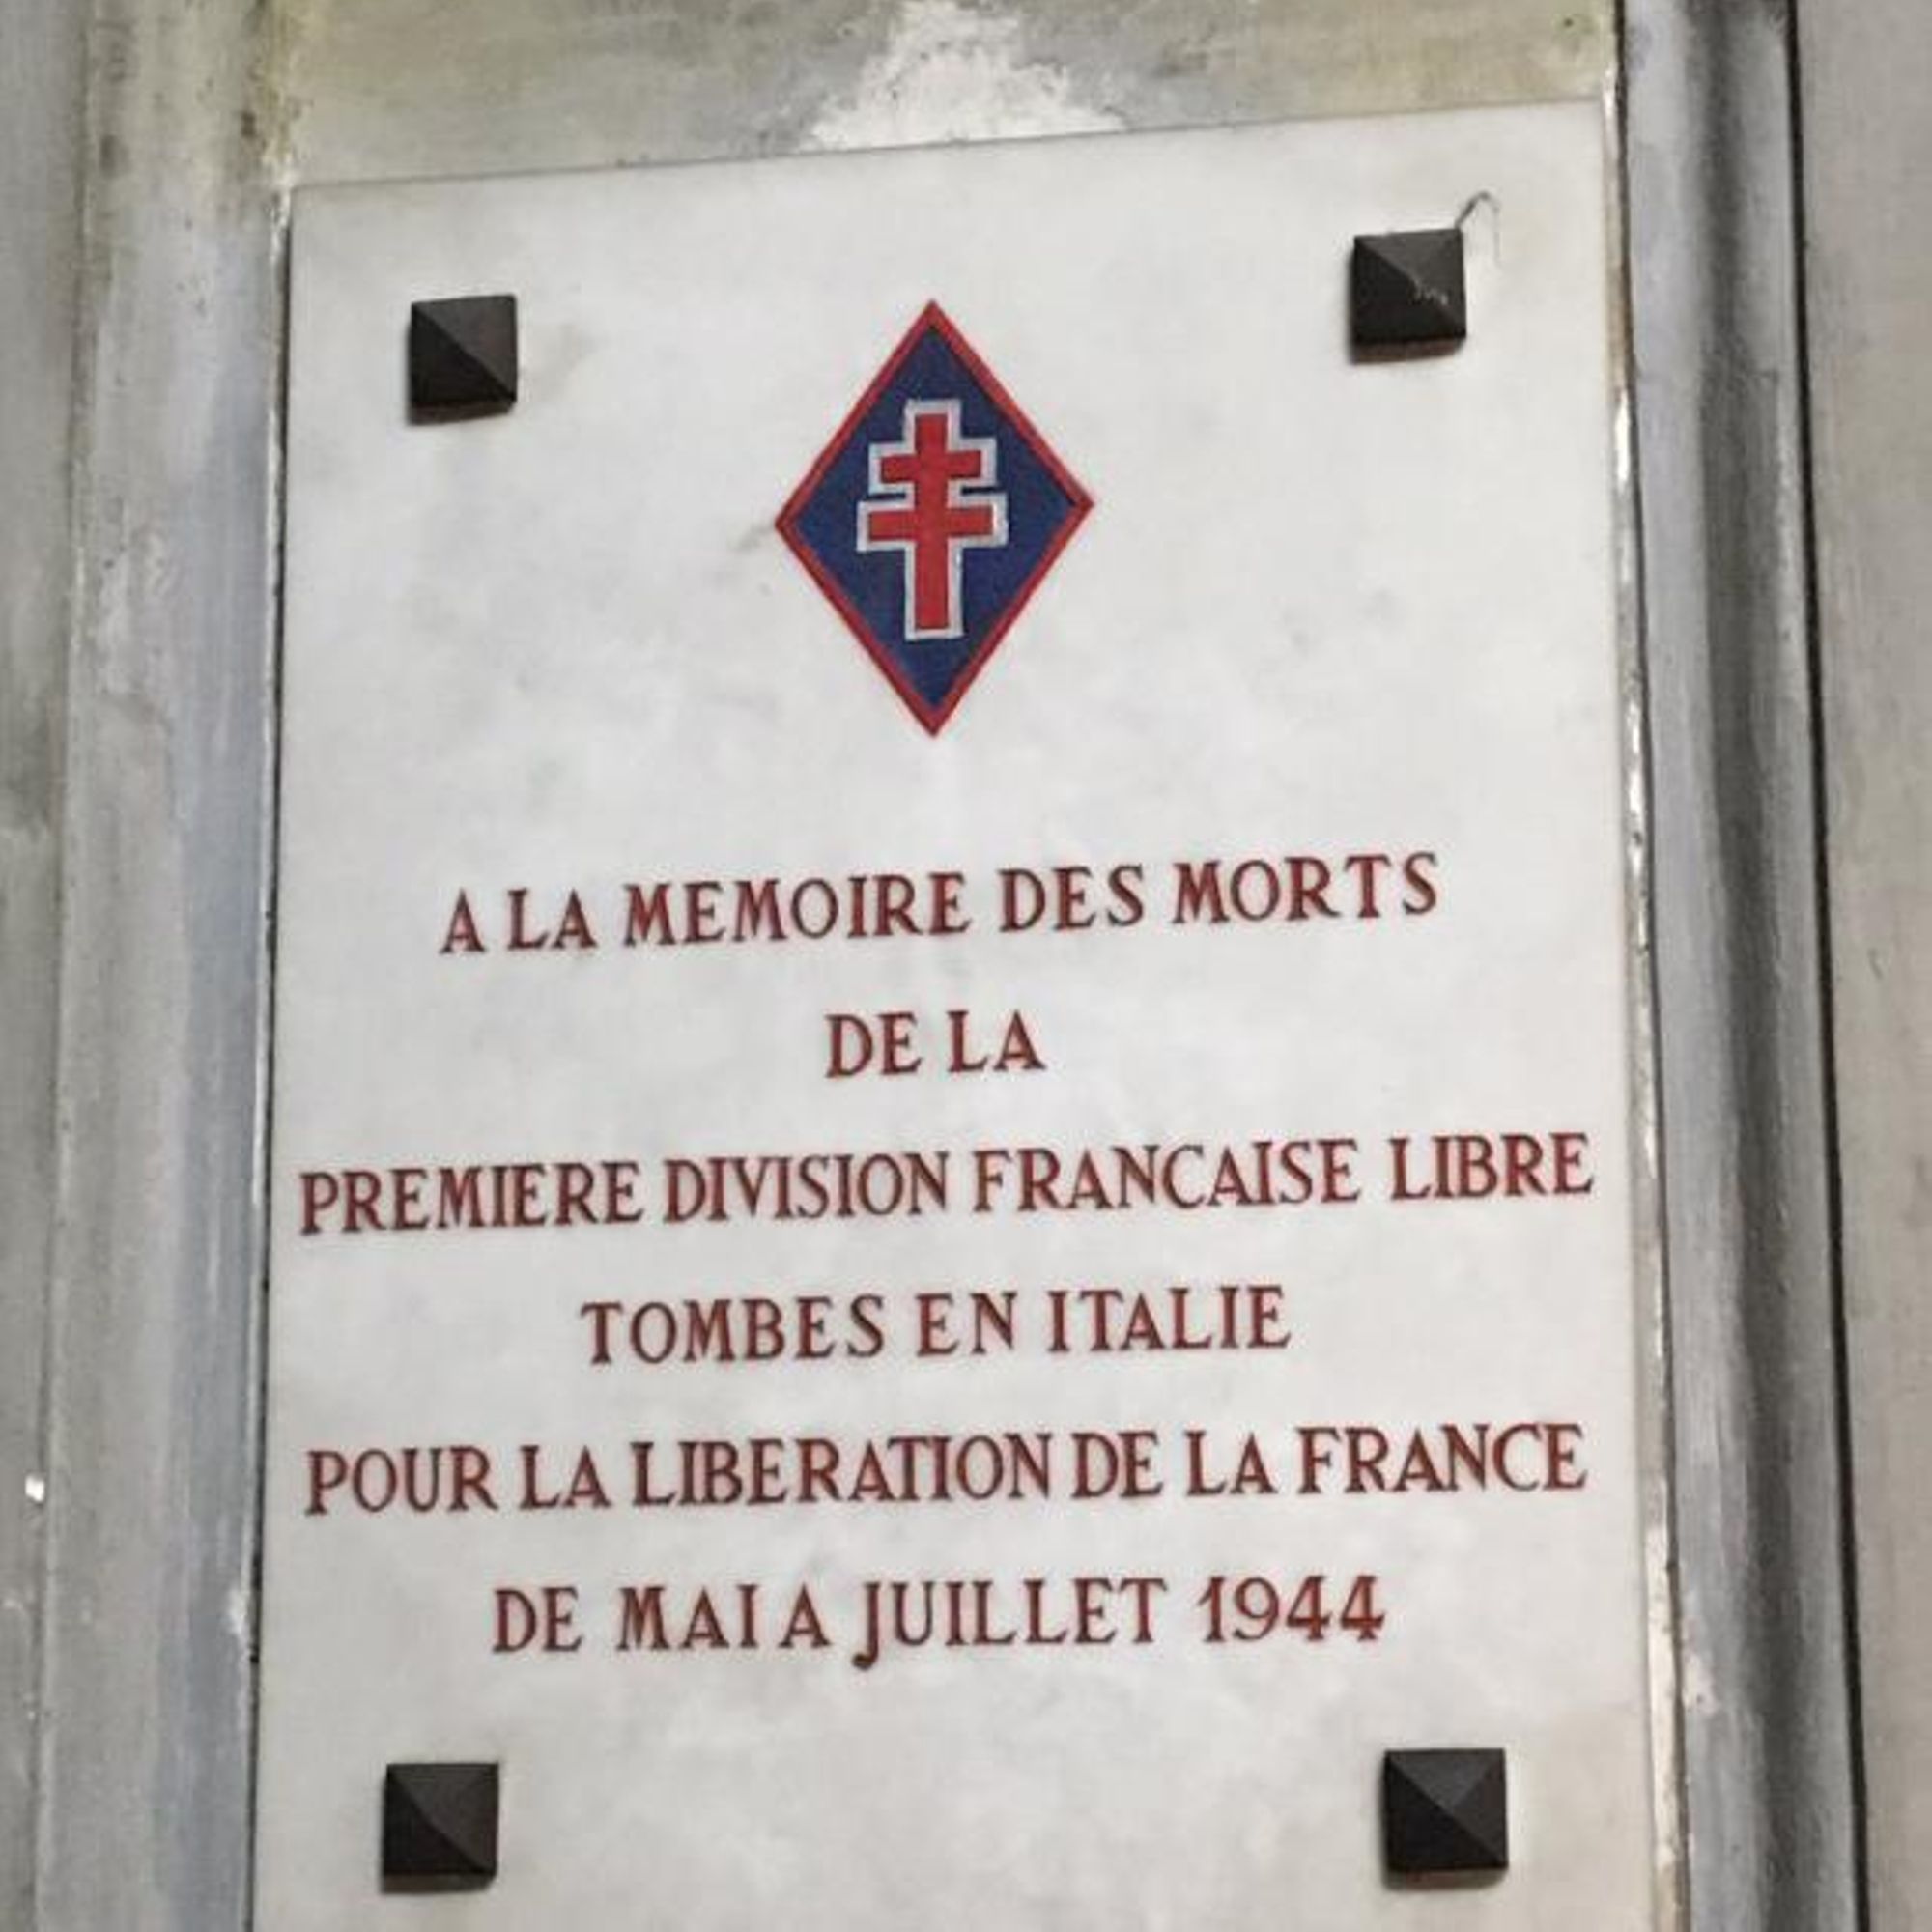 A LA MEMOIRE DES MORTS
DE LA
PREMIERE DIVISION FRANCAISE LIBRE
TOMBES EN ITALIE
POUR LA LIBERATION DE LA FRANCE
DE MAI A JUILLET 1944